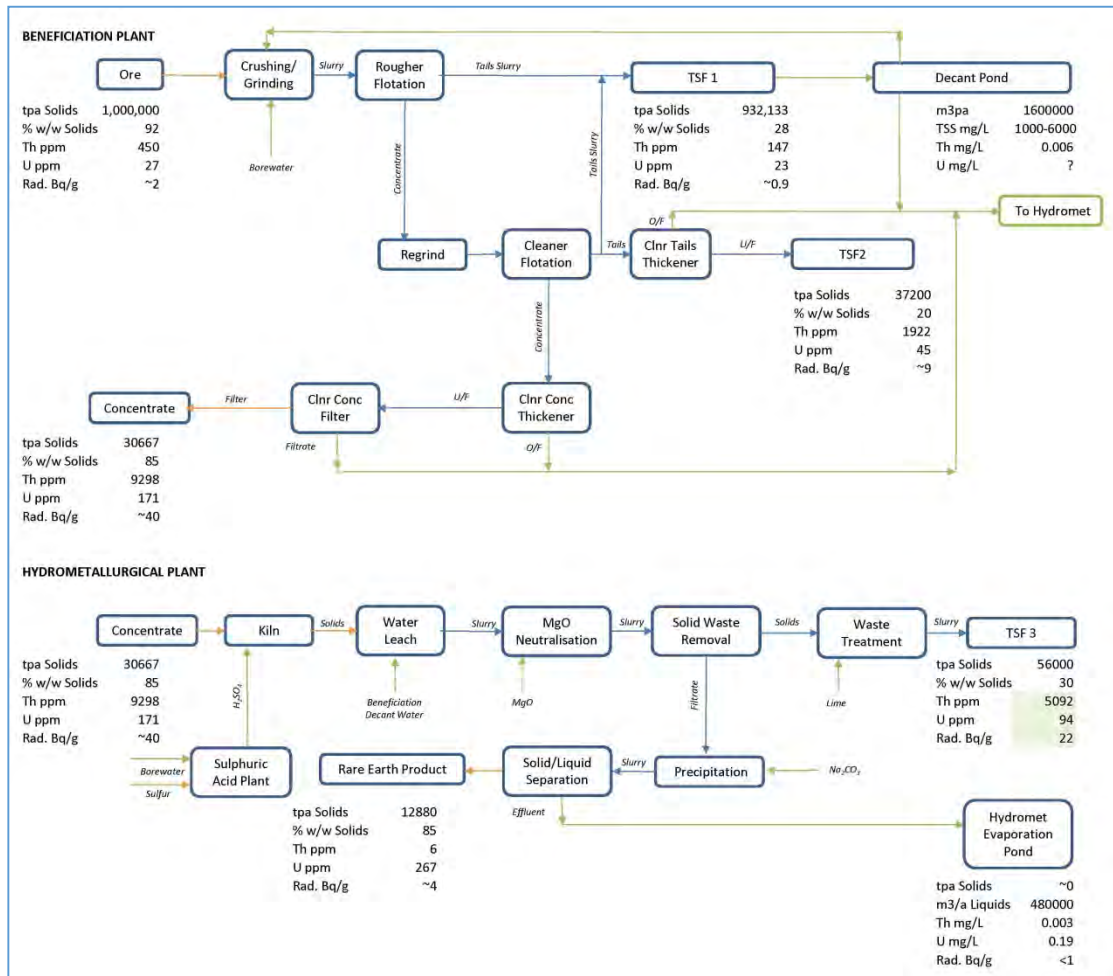 BENEFICIATION PLANT
Ore
Crushing/
Grinding
Slurry
Rougher
Flotation
Tails Slurry
TSF 1
Decant Pond
tpa Solids 1,000,000
% w/w Solids 92
Th ppm 450
U ppm 27
Rad. Bq/g ~2
Borewater
Concentrate
Tails Slurry
tpa Solids 932,133
% w/w Solids 28
Th ppm 147
U ppm 23
Rad. Bq/g ~0.9
m3pa 1600000
TSS mg/L 1000-6000
Th mg/L 0.006
U mg/L ?
To Hydromet
O/F
Regrind
Cleaner
Flotation
Tails
Clnr Tails
Thickener
U/F
TSF2
tpa Solids 37200
% w/w Solids 20
Th ppm 1922
U ppm 45
Rad. Bq/g ~9
Concentrate
Concentrate
Filter
Clnr Conc
Filter
U/F
Clnr Conc
Thickener
Filtrate
O/F
tpa Solids 30667
% w/w Solids 85
Th ppm 9298
U ppm 171
Rad. Bq/g ~40
HYDROMETALLURGICAL PLANT
Concentrate
Kiln
Solids
Water
Leach
Slurry
MgO
Neutralisation
Slurry
Solid Waste
Removal
Solids
Waste
Treatment
Slurry
TSF 3
tpa Solids 30667
% w/w Solids 85
Th ppm 9298
U ppm 171
Rad. Bq/g ~40
H₂SO₄
Beneficiation
Decant Water
MgO
Filtrate
Lime
tpa Solids 56000
% w/w Solids 30
Th ppm 5092
U ppm 94
Rad. Bq/g 22
Borewater
Sulfur
Sulphuric
Acid Plant
Rare Earth Product
Solid/Liquid
Separation
Slurry
Precipitation
Na₂CO₃
Effluent
tpa Solids 12880
% w/w Solids 85
Th ppm 6
U ppm 267
Rad. Bq/g ~4
Hydromet
Evaporation
Pond
tpa Solids ~0
m3/a Liquids 480000
Th mg/L 0.003
U mg/L 0.19
Rad. Bq/g <1